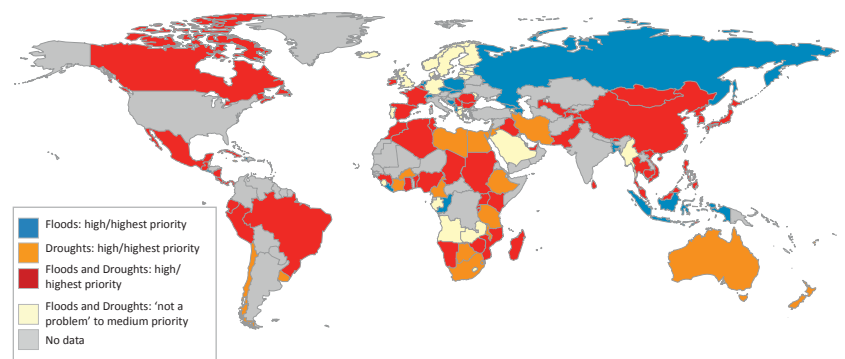 Floods: high/highest priority
Droughts: high/highest priority
Floods and Droughts: high/
highest priority
Floods and Droughts: ‘not a
problem’ to medium priority
No data